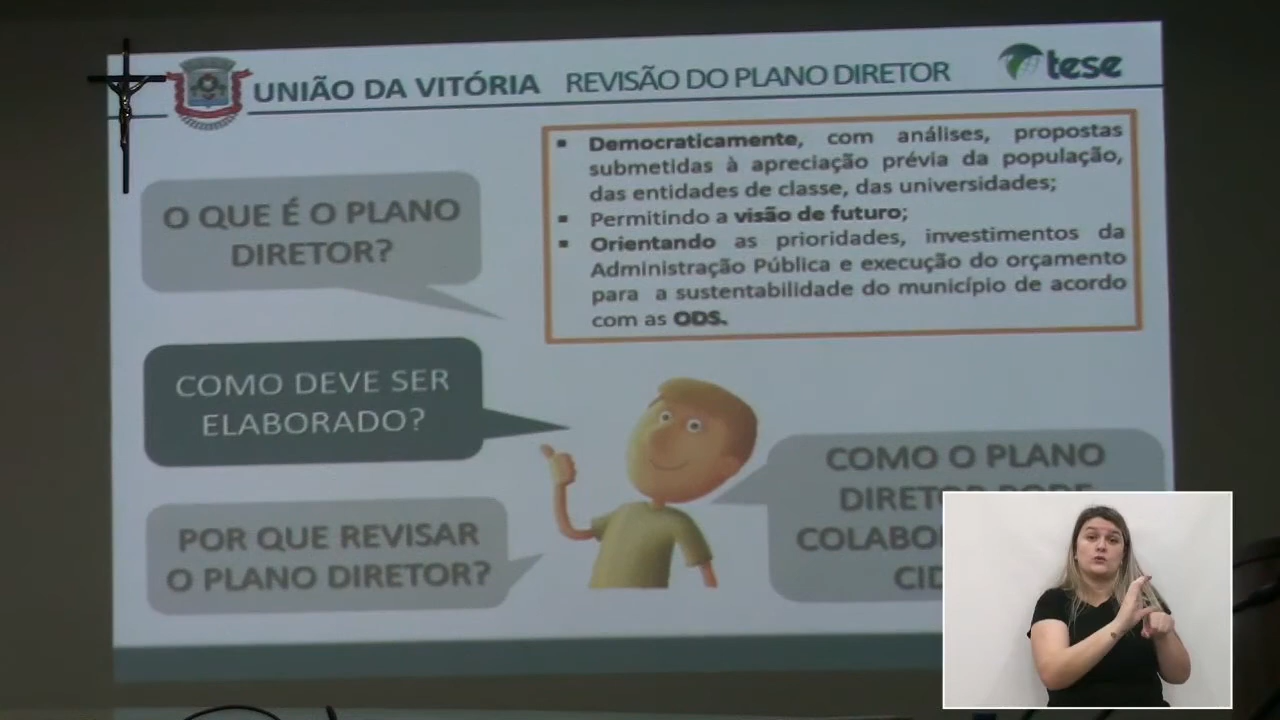 UNIÃO DA VITÓRIA REVISÃO DO PLANO DIRETOR
tese
O QUE É O PLANO
DIRETOR?
▪ Democraticamente, com análises, propostas
submetidas à apreciação prévia da população,
das entidades de classe, das universidades;
▪ Permitindo a visão de futuro;
▪ Orientando as prioridades, investimentos da
Administração Pública e execução do orçamento
para a sustentabilidade do município de acordo
com as ODS.
COMO DEVE SER
ELABORADO?
POR QUE REVISAR
O PLANO DIRETOR?
COMO O PLANO